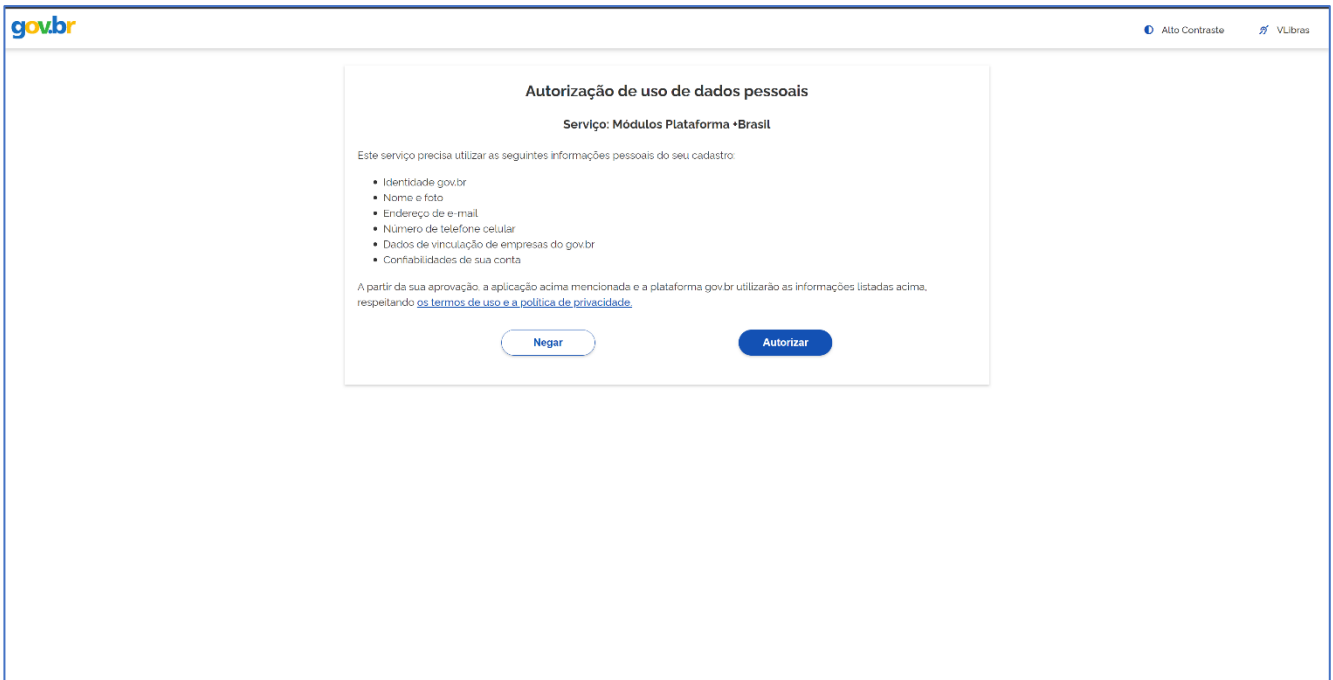 gov.br
Alto Contraste
VLibras
Autorização de uso de dados pessoais
Serviço: Módulos Plataforma +Brasil
Este serviço precisa utilizar as seguintes informações pessoais do seu cadastro:
• Identidade gov.br
• Nome e foto
• Endereço de e-mail
• Número de telefone celular
• Dados de vinculação de empresas do gov.br
• Confiabilidades de sua conta
A partir da sua aprovação, a aplicação acima mencionada e a plataforma gov.br utilizarão as informações listadas acima,
respeitando os termos de uso e a política de privacidade.
Negar
Autorizar